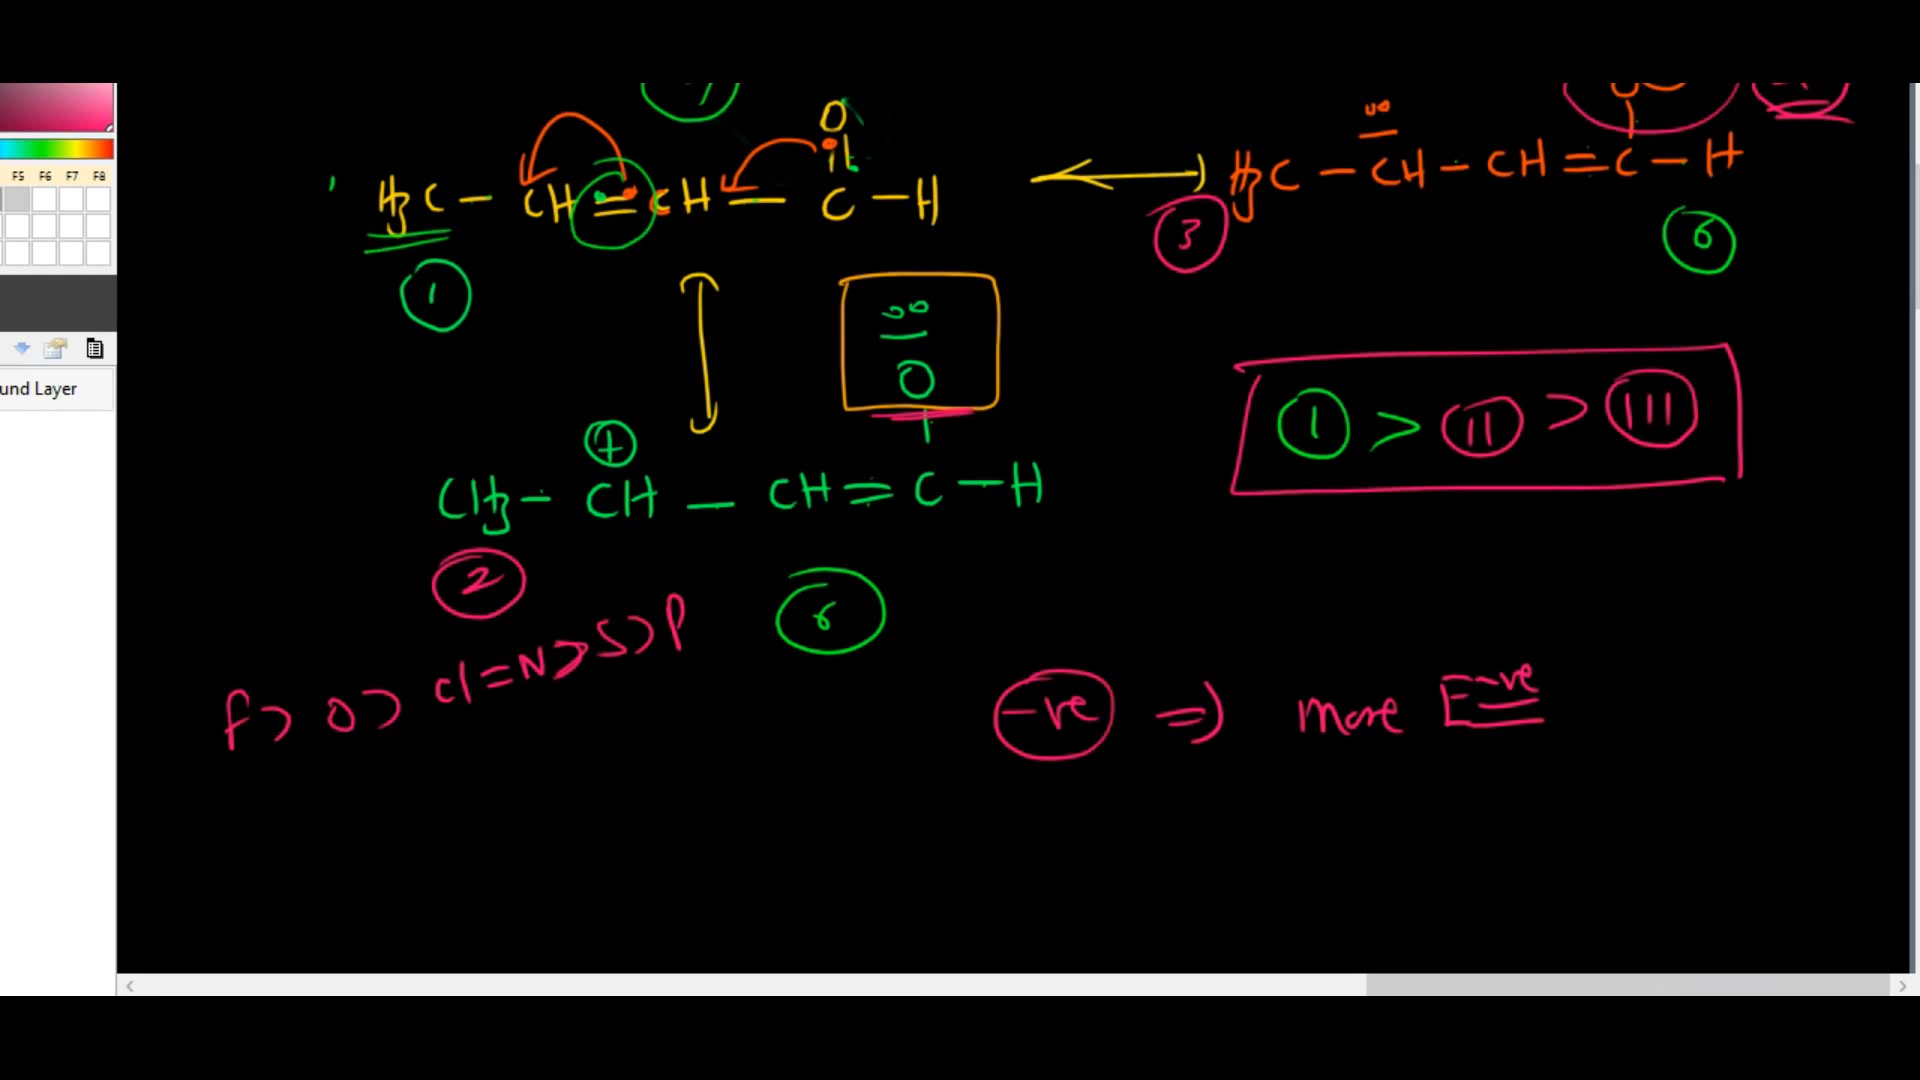 O
H3C - CH = CH - C - H
H3C - CH - CH = C - H
1
3
6
O
I > II > III
+
CH3 - CH - CH = C - H
2
6
F > O > Cl = N > S > P
-ve => more E-ve
F5 F6 F7 F8
und Layer